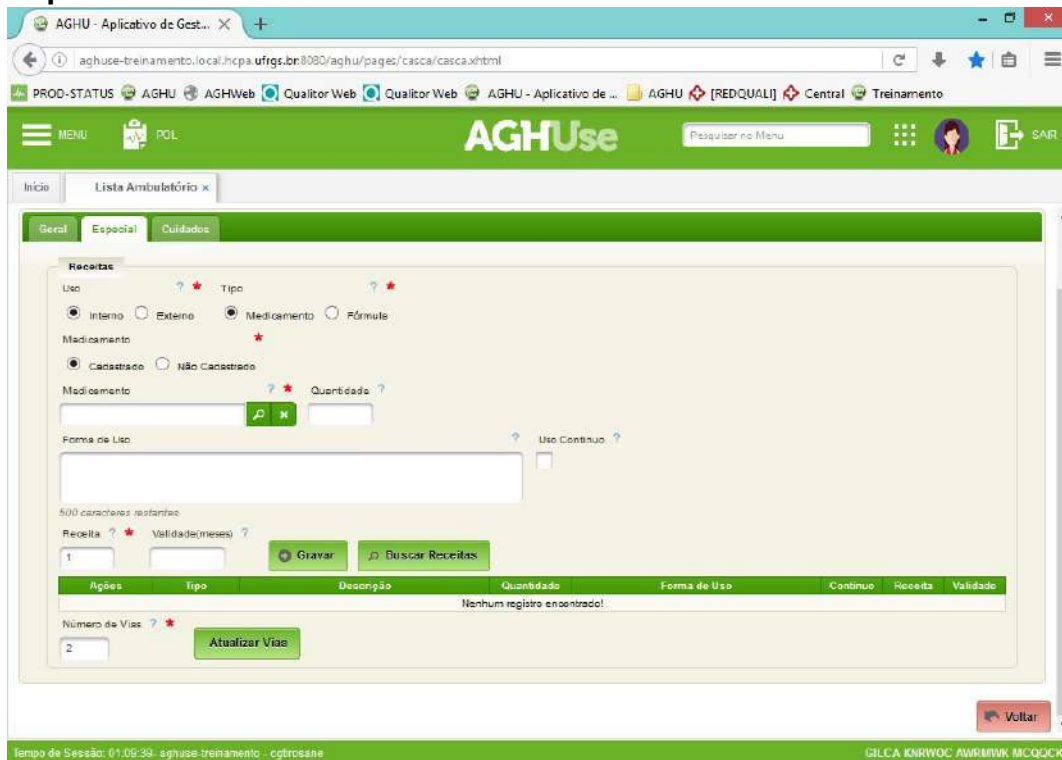 AGHU - Aplicativo de Gest...
aghuse-treinamento.local.hcpa.ufrgs.br:8080/aghu/pages/casca/casca.xhtml
PROD-STATUS AGHU AGHWeb Qualitor Web Qualitor Web AGHU - Aplicativo de ... AGHU [REDQUALI] Central Treinamento
MENU POL AGHUse Pesquisar no Menu SAIR
Início Lista Ambulatório x
Geral Especial Cuidados
Receitas
Uso ? * Tipo ? *
Interno Externo Medicamento Fórmula
Medicamento *
Cadastrado Não Cadastrado
Medicamento ? * Quantidade ?
Forma de Uso ? Uso Contínuo ?
500 caracteres restantes
Receita ? * Validade(meses) ?
1 Gravar Buscar Receitas
Ações Tipo Descrição Quantidade Forma de Uso Contínuo Receita Validade
Nenhum registro encontrado!
Número de Vias ? *
2 Atualizar Vias
Voltar
Tempo de Sessão: 01:09:39- aghuse-treinamento - cgtirosane GILCA KNRWOC AWRMWK MCQQCK